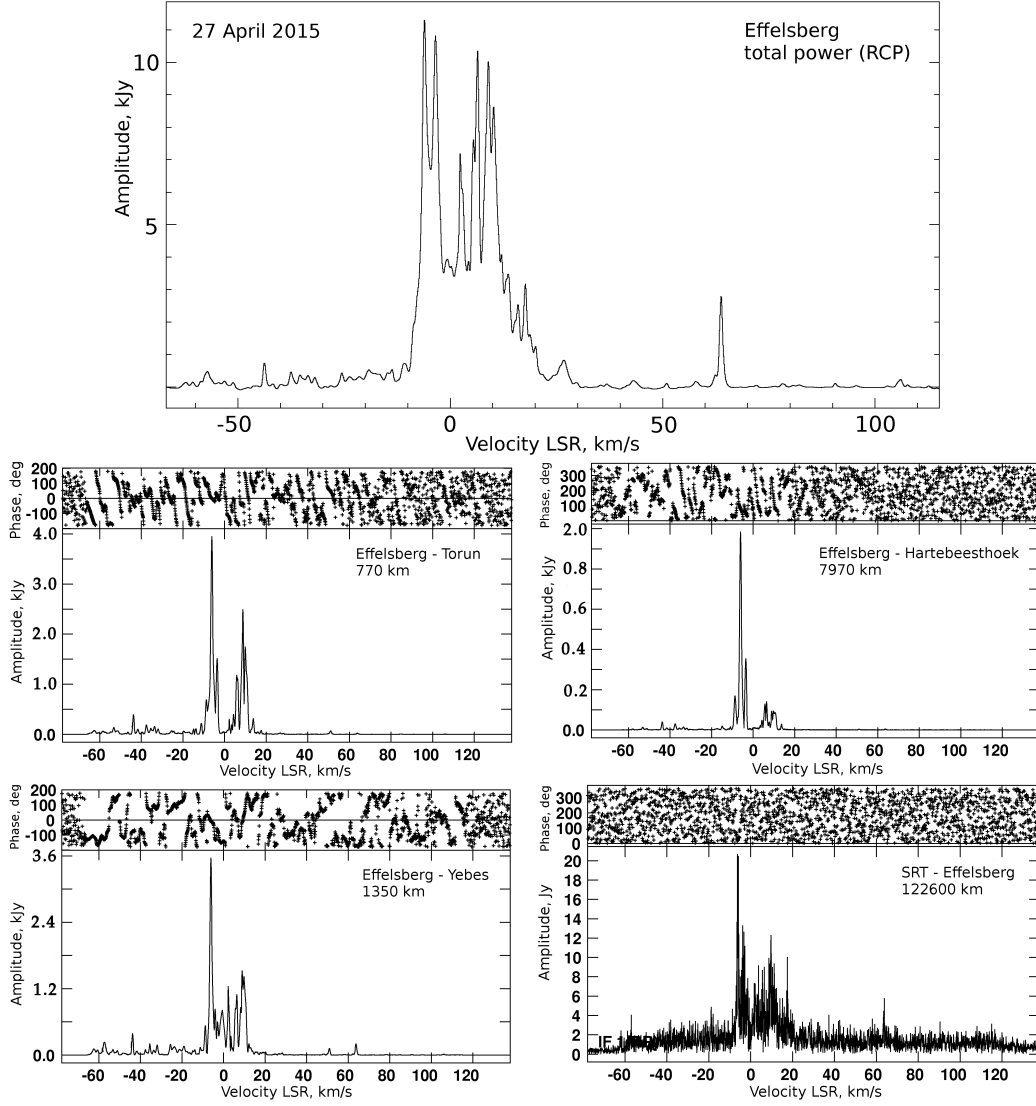 27 April 2015
Effelsberg
total power (RCP)
10
5
Amplitude, kJy
-50
0
50
100
Velocity LSR, km/s
200
100
0
-100
Phase, deg
4.0
3.0
2.0
1.0
0.0
Amplitude, kJy
Effelsberg - Torun
770 km
-60 -40 -20 0 20 40 60 80 100 120
Velocity LSR, km/s
300
200
100
0
Phase, deg
2.0
0.8
0.6
0.4
0.2
0.0
Amplitude, kJy
Effelsberg - Hartebeesthoek
7970 km
-60 -40 -20 0 20 40 60 80 100 120
Velocity LSR, km/s
200
100
0
-100
Phase, deg
3.6
2.4
1.2
0.0
Amplitude, kJy
Effelsberg - Yebes
1350 km
-60 -40 -20 0 20 40 60 80 100 120
Velocity LSR, km/s
300
200
100
0
Phase, deg
20
18
16
14
12
10
8
6
4
2
0
Amplitude, Jy
SRT - Effelsberg
122600 km
IF
-60 -40 -20 0 20 40 60 80 100 120
Velocity LSR, km/s